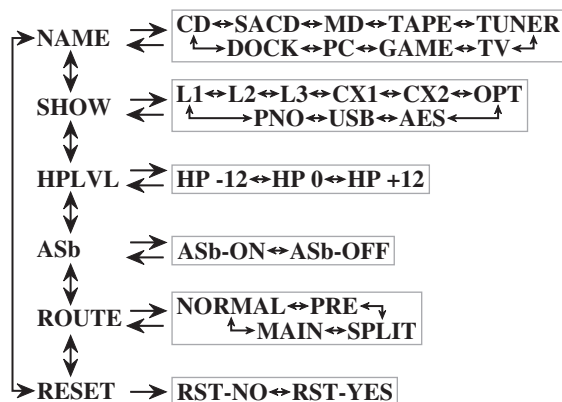 NAME CD↔SACD↔MD↔TAPE↔TUNER
DOCK↔PC↔GAME↔TV
SHOW L1↔L2↔L3↔CX1↔CX2↔OPT
PNO↔USB↔AES
HPLVL HP -12↔HP 0↔HP +12
ASb ASb-ON↔ASb-OFF
ROUTE NORMAL↔PRE
MAIN↔SPLIT
RESET RST-NO↔RST-YES